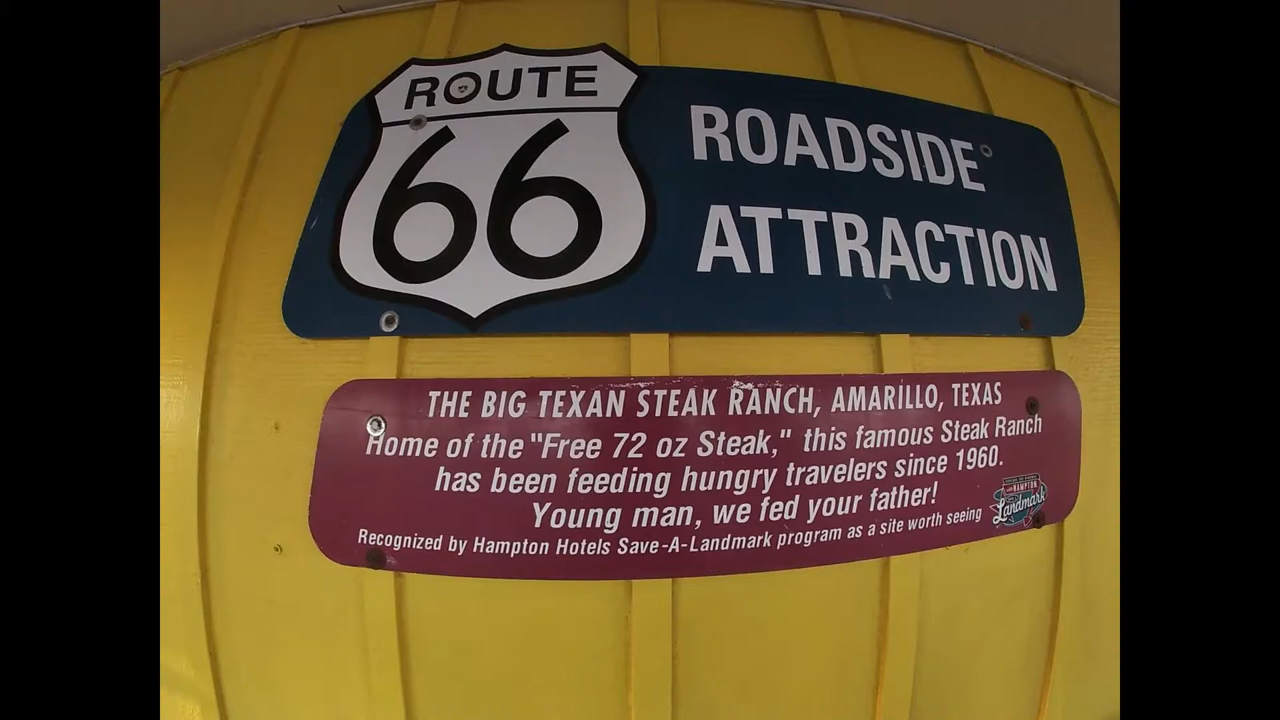 ROUTE
66
ROADSIDE
ATTRACTION
THE BIG TEXAN STEAK RANCH, AMARILLO, TEXAS
Home of the "Free 72 oz Steak," this famous Steak Ranch
has been feeding hungry travelers since 1960.
Young man, we fed your father!
Recognized by Hampton Hotels Save-A-Landmark program as a site worth seeing
HAMPTON
Landmark